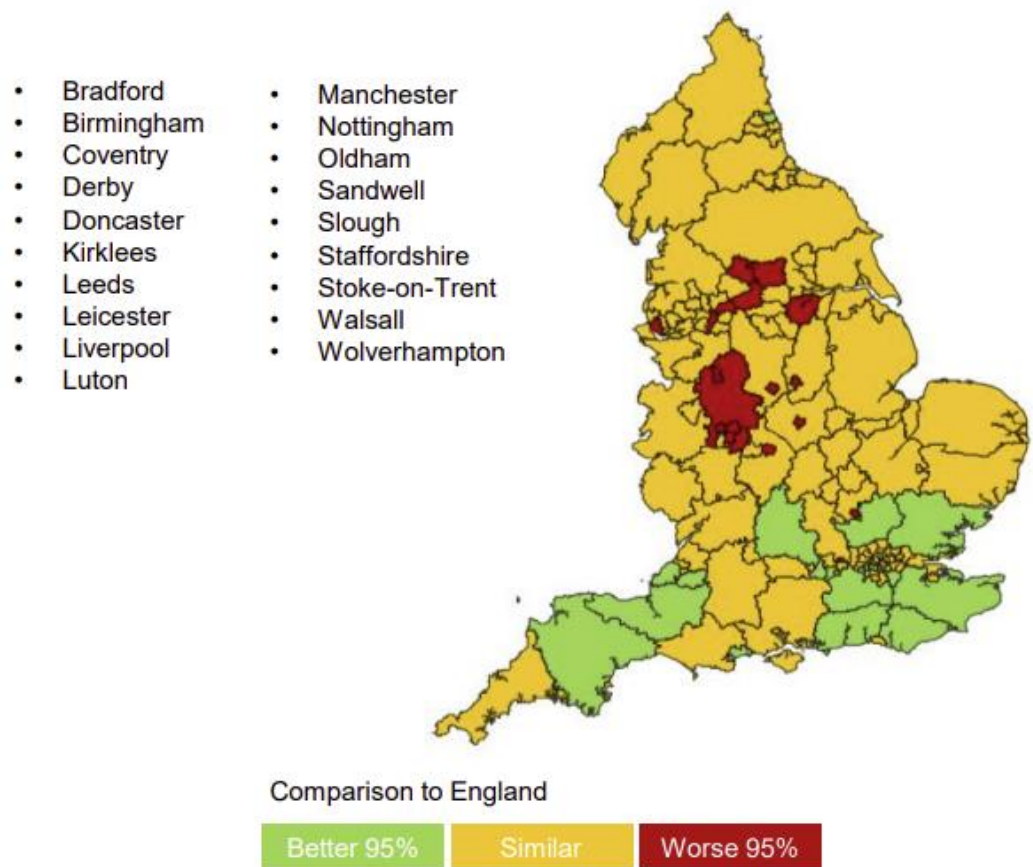 • Bradford
• Birmingham
• Coventry
• Derby
• Doncaster
• Kirklees
• Leeds
• Leicester
• Liverpool
• Luton
• Manchester
• Nottingham
• Oldham
• Sandwell
• Slough
• Staffordshire
• Stoke-on-Trent
• Walsall
• Wolverhampton
Comparison to England
Better 95% Similar Worse 95%